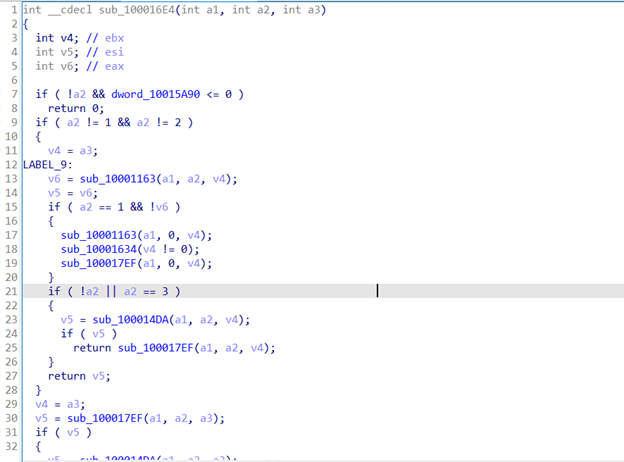 1 int __cdecl sub_100016E4(int a1, int a2, int a3)
2 {
3 int v4; // ebx
4 int v5; // esi
5 int v6; // eax
6
7 if ( !a2 && dword_10015A90 <= 0 )
8 return 0;
9 if ( a2 != 1 && a2 != 2 )
10 {
11 v4 = a3;
12 LABEL_9:
13 v6 = sub_10001163(a1, a2, v4);
14 v5 = v6;
15 if ( a2 == 1 && !v6 )
16 {
17 sub_10001163(a1, 0, v4);
18 sub_10001634(v4 != 0);
19 sub_100017EF(a1, 0, v4);
20 }
21 if ( !a2 || a2 == 3 )
22 {
23 v5 = sub_100014DA(a1, a2, v4);
24 if ( v5 )
25 return sub_100017EF(a1, a2, v4);
26 }
27 return v5;
28 }
29 v4 = a3;
30 v5 = sub_100017EF(a1, a2, a3);
31 if ( v5 )
32 {
v5 = sub_100014DA(a1, a2, a3);